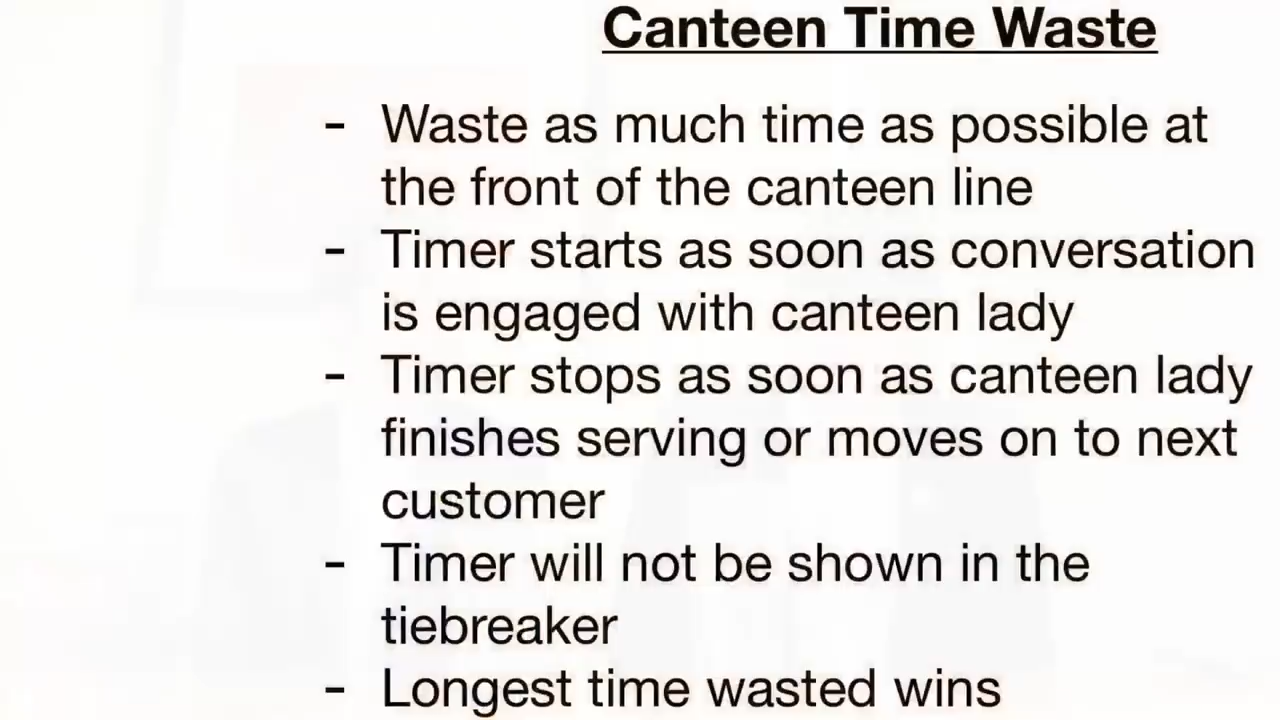 Canteen Time Waste
- Waste as much time as possible at
the front of the canteen line
- Timer starts as soon as conversation
is engaged with canteen lady
- Timer stops as soon as canteen lady
finishes serving or moves on to next
customer
- Timer will not be shown in the
tiebreaker
- Longest time wasted wins